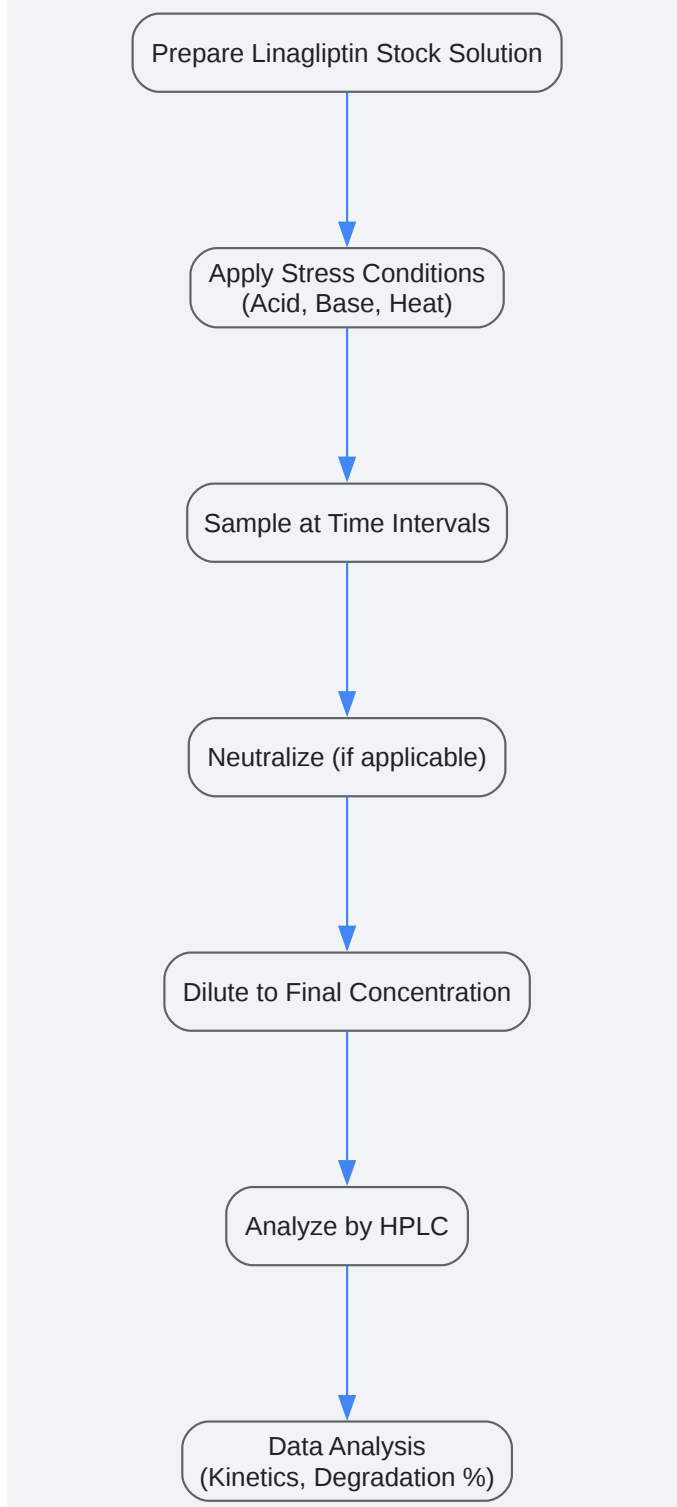 Prepare Linagliptin Stock Solution
Apply Stress Conditions
(Acid, Base, Heat)
Sample at Time Intervals
Neutralize (if applicable)
Dilute to Final Concentration
Analyze by HPLC
Data Analysis
(Kinetics, Degradation %)